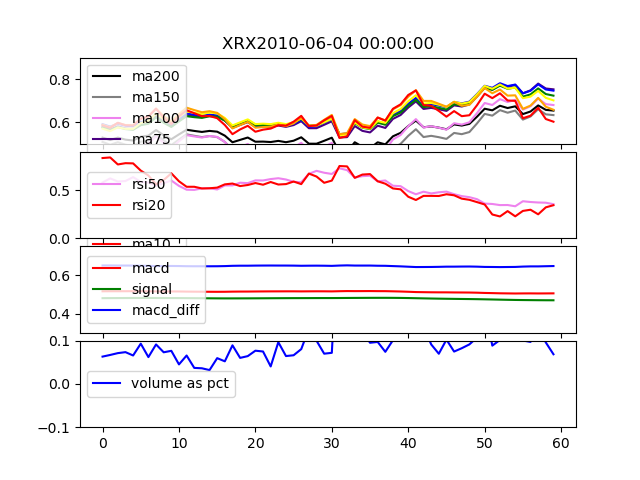 XRX2010-06-04 00:00:00
0.8
0.6
ma200
ma150
ma100
ma75
0.5
0.0
rsi50
rsi20
ma10
0.6
0.4
macd
signal
macd_diff
0.1
0.0
−0.1
volume as pct
0 10 20 30 40 50 60